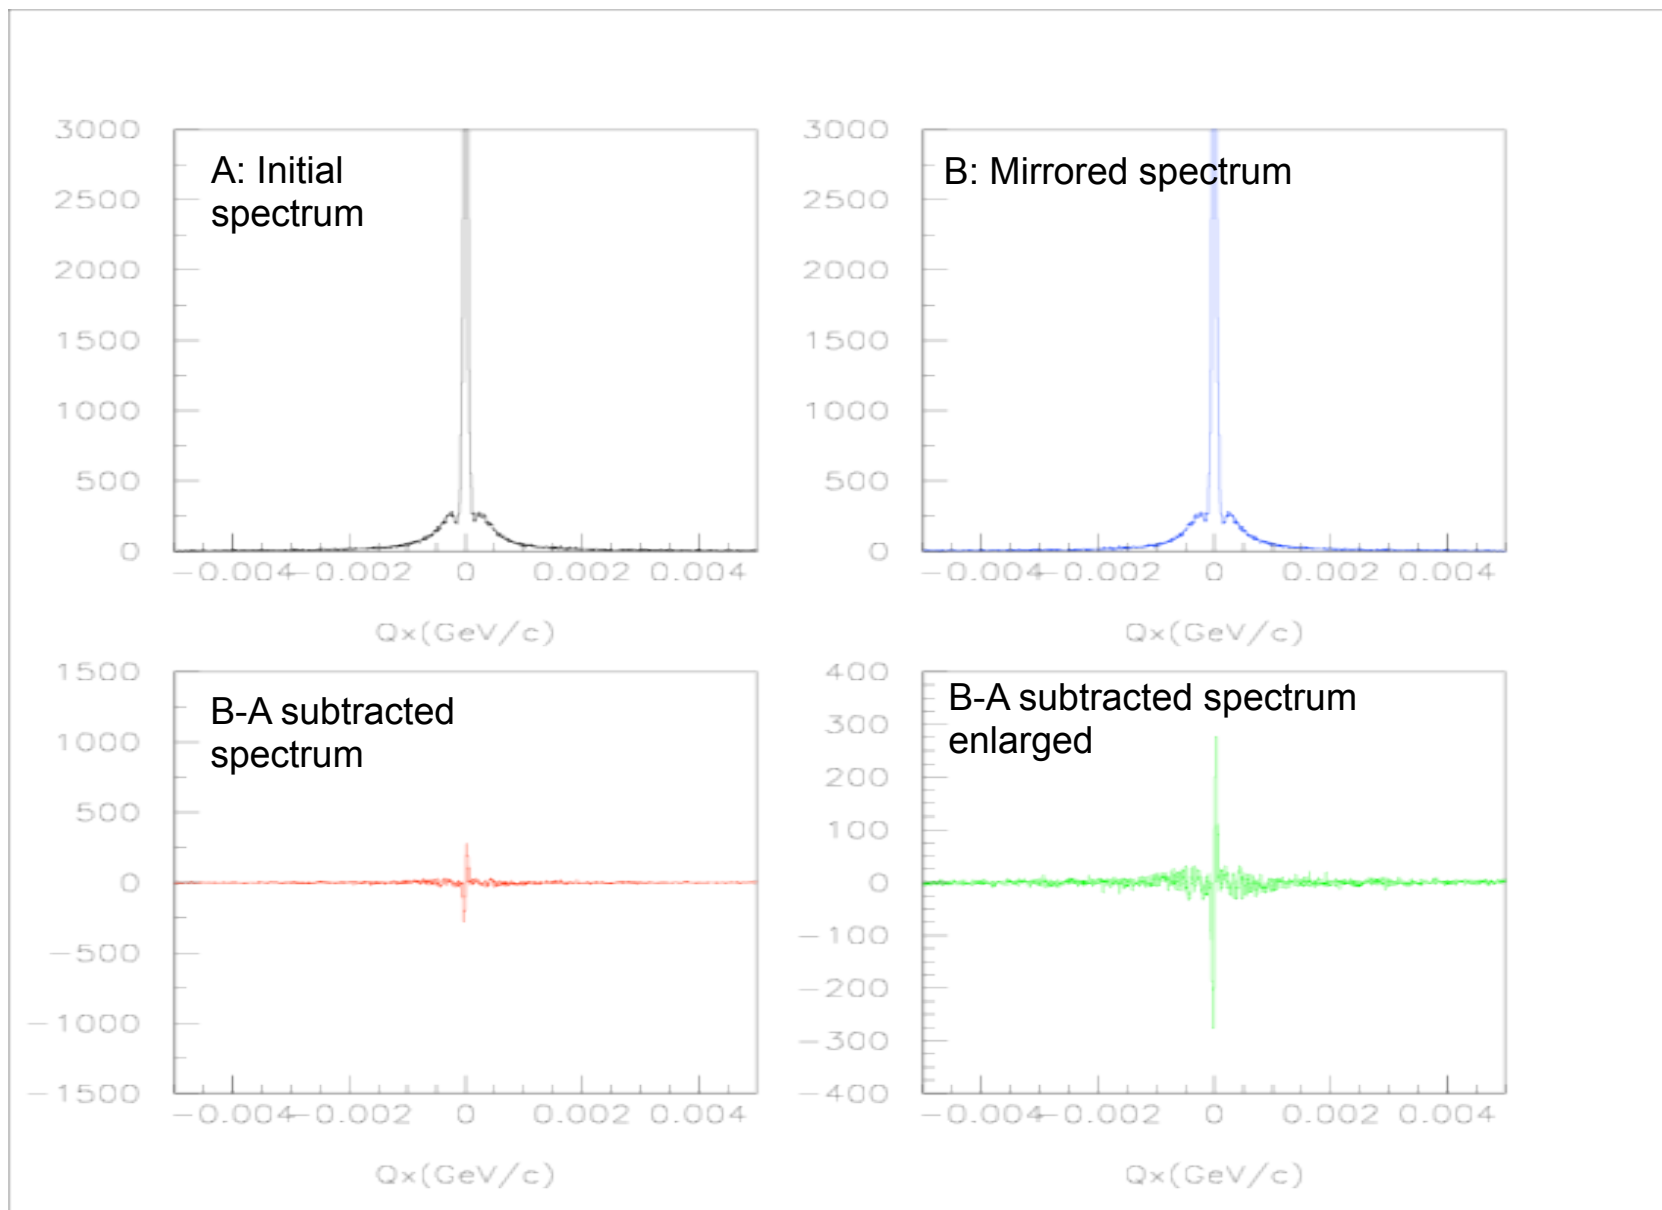 3000
A: Initial
spectrum
2500
2000
1500
1000
500
0
−0.004 −0.002 0 0.002 0.004
Qx(GeV/c)
3000
B: Mirrored spectrum
2500
2000
1500
1000
500
0
−0.004 −0.002 0 0.002 0.004
Qx(GeV/c)
1500
B-A subtracted
spectrum
1000
500
0
−500
−1000
−1500
−0.004 −0.002 0 0.002 0.004
Qx(GeV/c)
400
B-A subtracted spectrum
300
enlarged
200
100
0
−100
−200
−300
−400
−0.004 −0.002 0 0.002 0.004
Qx(GeV/c)